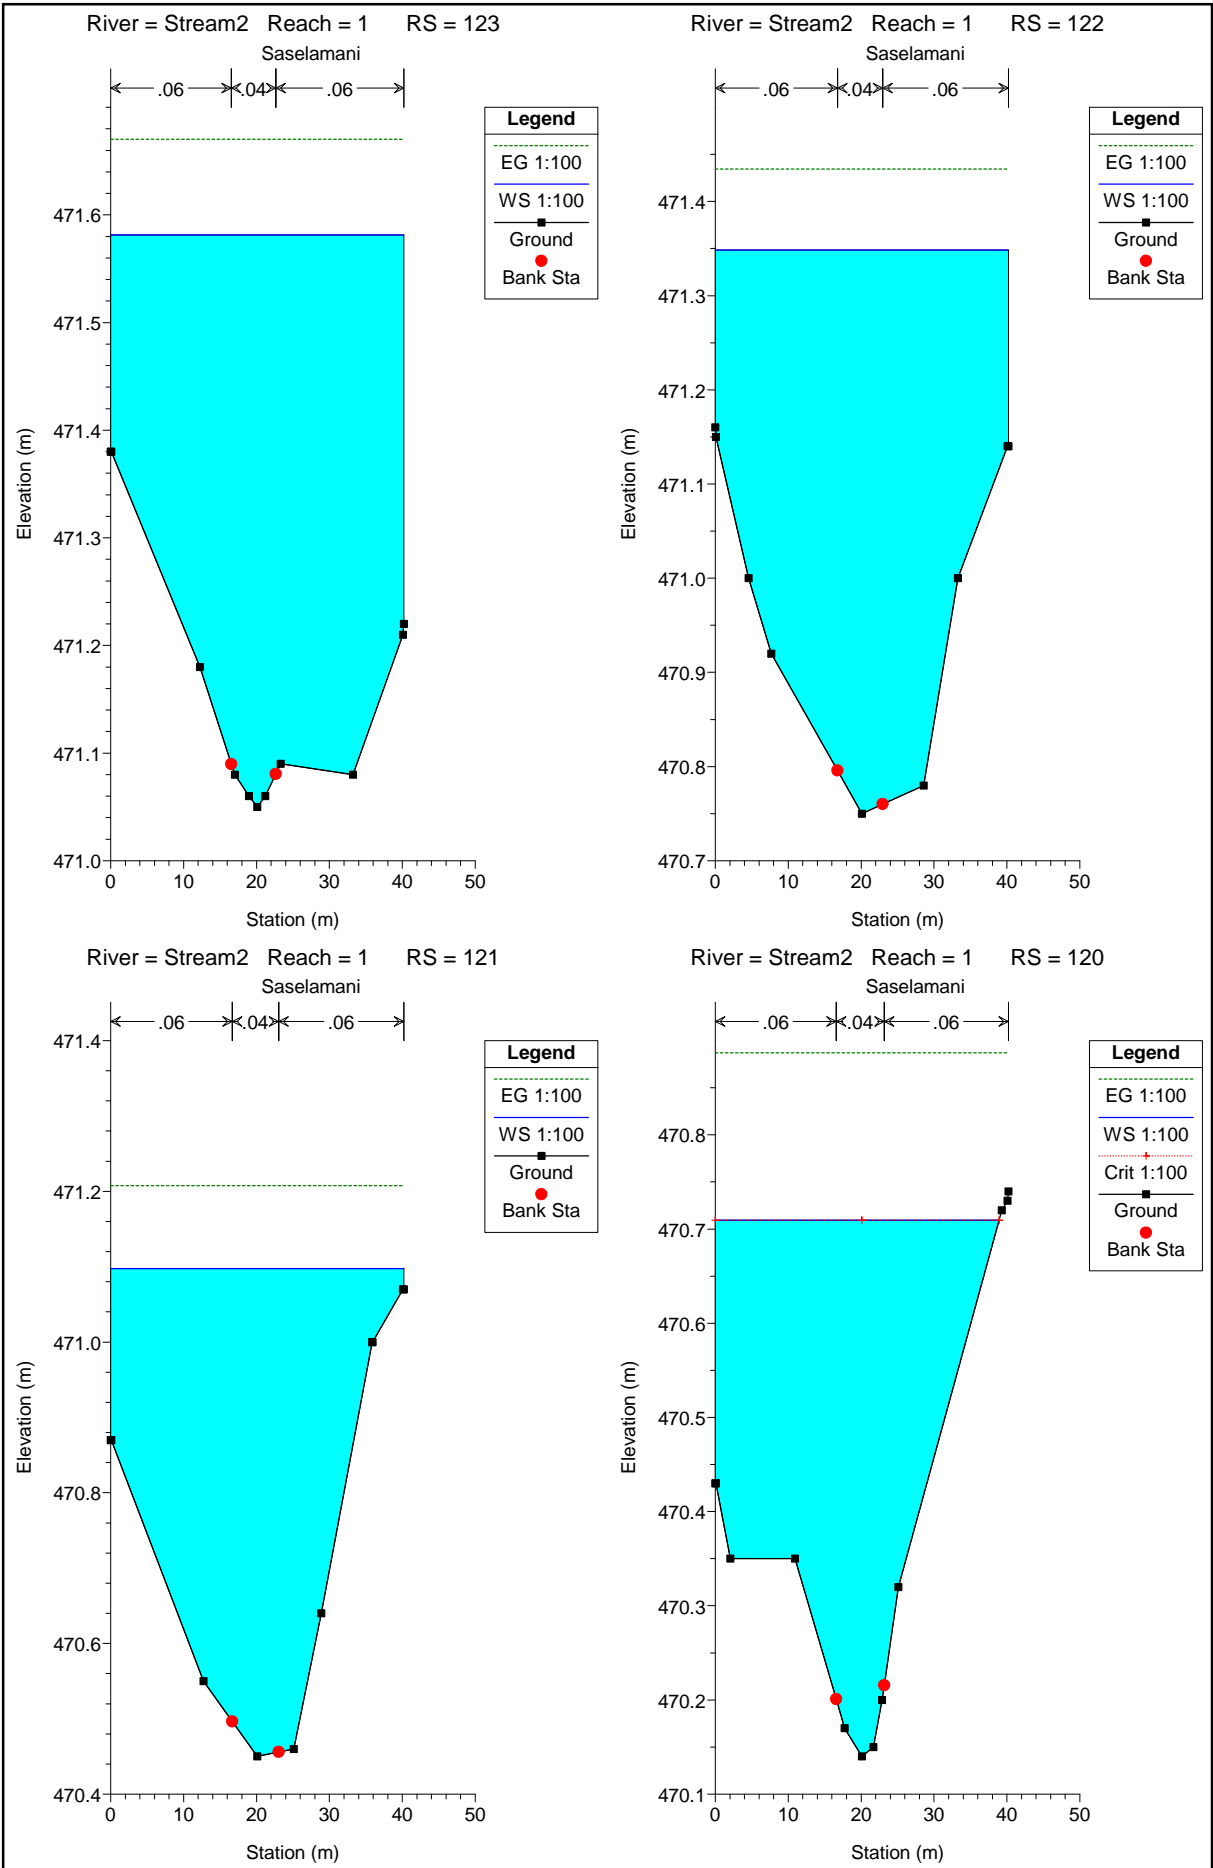 River = Stream2   Reach = 1   RS = 123
Saselamani
.06 .04 .06
Legend
EG 1:100
WS 1:100
Ground
Bank Sta
471.6
471.5
471.4
471.3
471.2
471.1
471.0
Elevation (m)
0 10 20 30 40 50
Station (m)
River = Stream2   Reach = 1   RS = 122
Saselamani
.06 .04 .06
Legend
EG 1:100
WS 1:100
Ground
Bank Sta
471.4
471.3
471.2
471.1
471.0
470.9
470.8
470.7
Elevation (m)
0 10 20 30 40 50
Station (m)
River = Stream2   Reach = 1   RS = 121
Saselamani
.06 .04 .06
Legend
EG 1:100
WS 1:100
Ground
Bank Sta
471.4
471.2
471.0
470.8
470.6
470.4
Elevation (m)
0 10 20 30 40 50
Station (m)
River = Stream2   Reach = 1   RS = 120
Saselamani
.06 .04 .06
Legend
EG 1:100
WS 1:100
Crit 1:100
Ground
Bank Sta
470.8
470.7
470.6
470.5
470.4
470.3
470.2
470.1
Elevation (m)
0 10 20 30 40 50
Station (m)